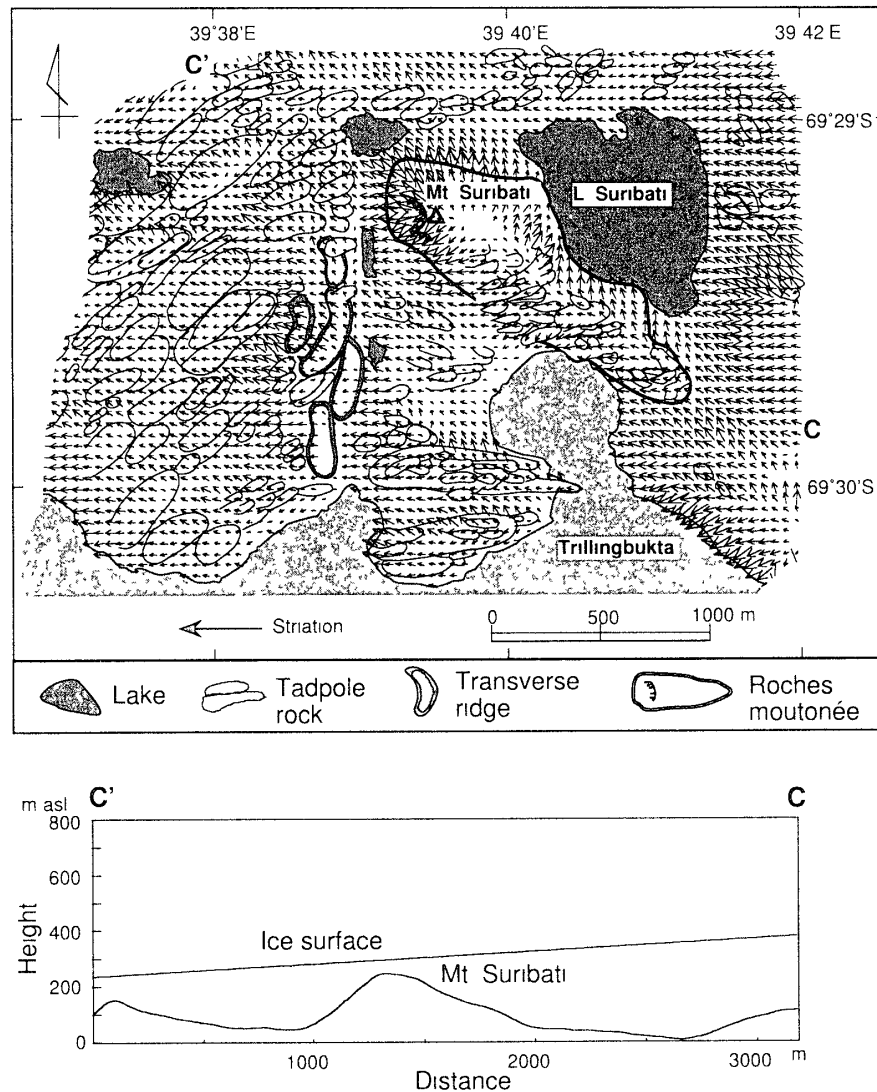 39°38'E
39 40'E
39 42 E
C'
69°29'S
Mt Suribati
L Suribati
C
69°30'S
Trillingbukta
Striation
0 500 1000 m
Lake
Tadpole rock
Transverse ridge
Roches moutonée
m asl
C'
C
800
600
400
200
0
Height
Ice surface
Mt Suribati
1000
2000
3000
m
Distance